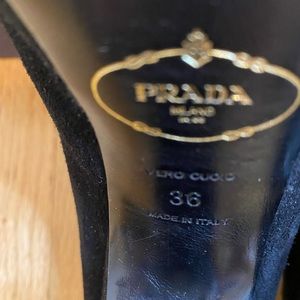 PRADA
MILANO
VERO CUOIO
36
MADE IN ITALY